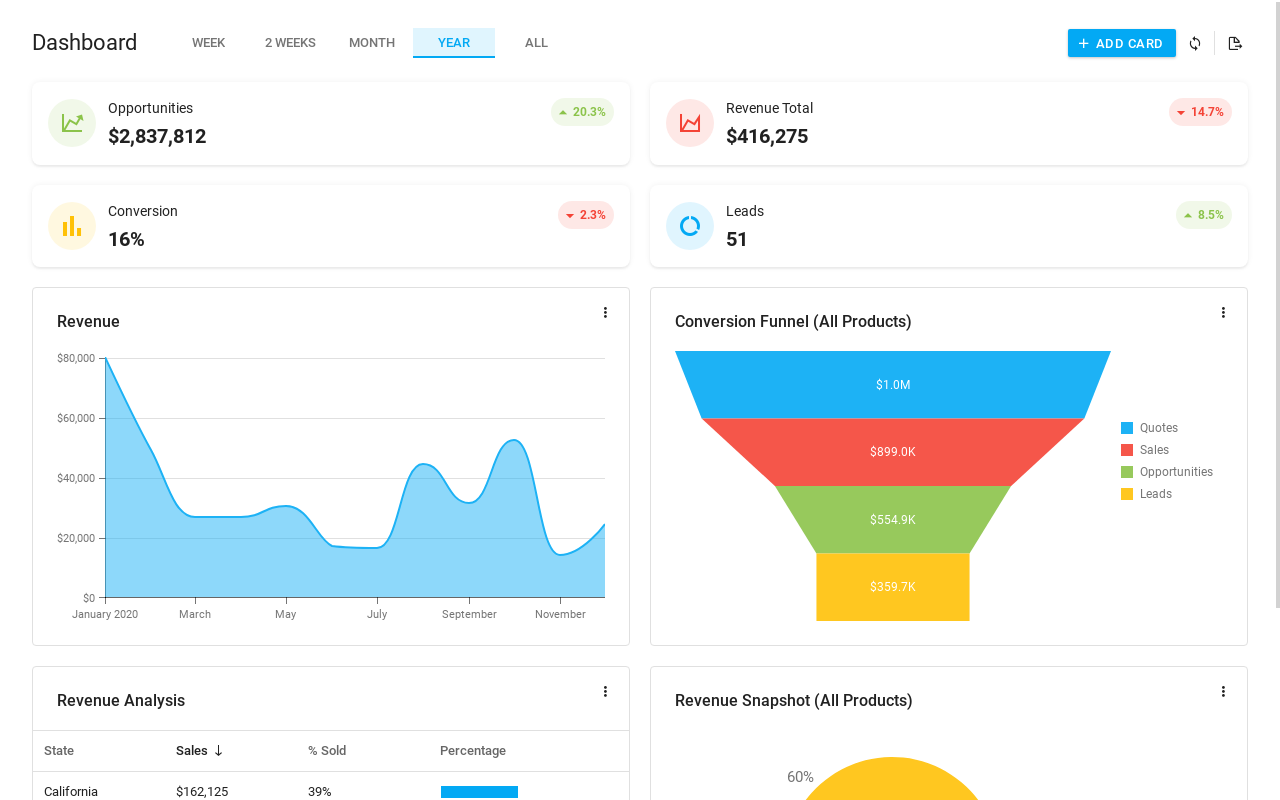 Dashboard WEEK 2 WEEKS MONTH YEAR ALL + ADD CARD
Opportunities
$2,837,812
20.3%
Revenue Total
$416,275
14.7%
Conversion
16%
2.3%
Leads
51
8.5%
Revenue
$80,000
$60,000
$40,000
$20,000
$0
January 2020 March May July September November
Conversion Funnel (All Products)
$1.0M
$899.0K
$554.9K
$359.7K
Quotes
Sales
Opportunities
Leads
Revenue Analysis
State Sales % Sold Percentage
California $162,125 39%
Revenue Snapshot (All Products)
60%